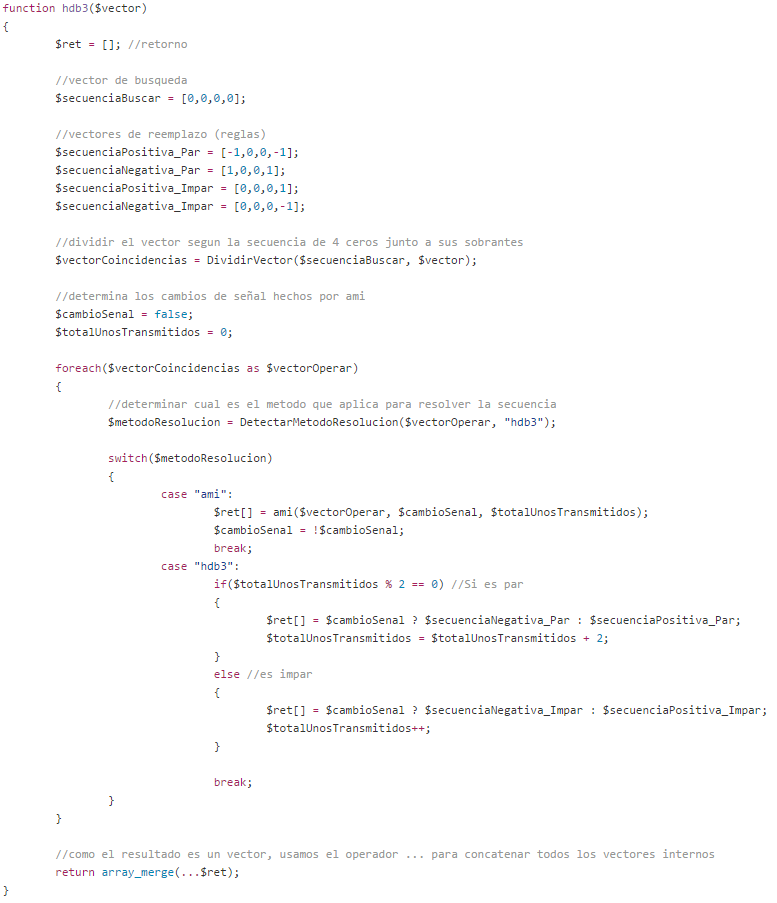 function hdb3($vector)
{
        $ret = []; //retorno

        //vector de busqueda
        $secuenciaBuscar = [0,0,0,0];

        //vectores de reemplazo (reglas)
        $secuenciaPositiva_Par = [-1,0,0,-1];
        $secuenciaNegativa_Par = [1,0,0,1];
        $secuenciaPositiva_Impar = [0,0,0,1];
        $secuenciaNegativa_Impar = [0,0,0,-1];

        //dividir el vector segun la secuencia de 4 ceros junto a sus sobrantes
        $vectorCoincidencias = DividirVector($secuenciaBuscar, $vector);

        //determina los cambios de señal hechos por ami
        $cambioSenal = false;
        $totalUnosTransmitidos = 0;

        foreach($vectorCoincidencias as $vectorOperar)
        {
                //determinar cual es el metodo que aplica para resolver la secuencia
                $metodoResolucion = DetectarMetodoResolucion($vectorOperar, "hdb3");

                switch($metodoResolucion)
                {
                        case "ami":
                                $ret[] = ami($vectorOperar, $cambioSenal, $totalUnosTransmitidos);
                                $cambioSenal = !$cambioSenal;
                                break;
                        case "hdb3":
                                if($totalUnosTransmitidos % 2 == 0) //Si es par
                                {
                                        $ret[] = $cambioSenal ? $secuenciaNegativa_Par : $secuenciaPositiva_Par;
                                        $totalUnosTransmitidos = $totalUnosTransmitidos + 2;
                                }
                                else //es impar
                                {
                                        $ret[] = $cambioSenal ? $secuenciaNegativa_Impar : $secuenciaPositiva_Impar;
                                        $totalUnosTransmitidos++;
                                }

                                break;
                }
        }

        //como el resultado es un vector, usamos el operador ... para concatenar todos los vectores internos
        return array_merge(...$ret);
}